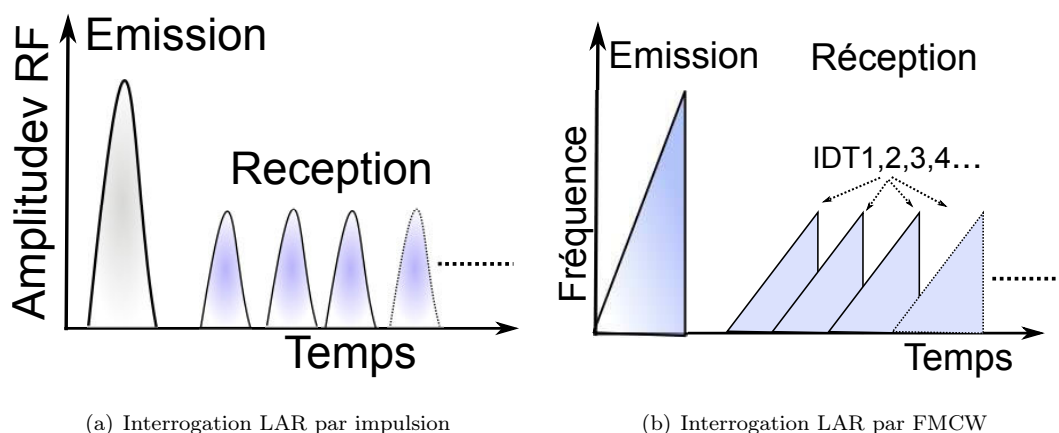 Emission
Amplitudev RF
Reception
Temps
(a) Interrogation LAR par impulsion
Emission
Réception
Fréquence
IDT1,2,3,4...
Temps
(b) Interrogation LAR par FMCW